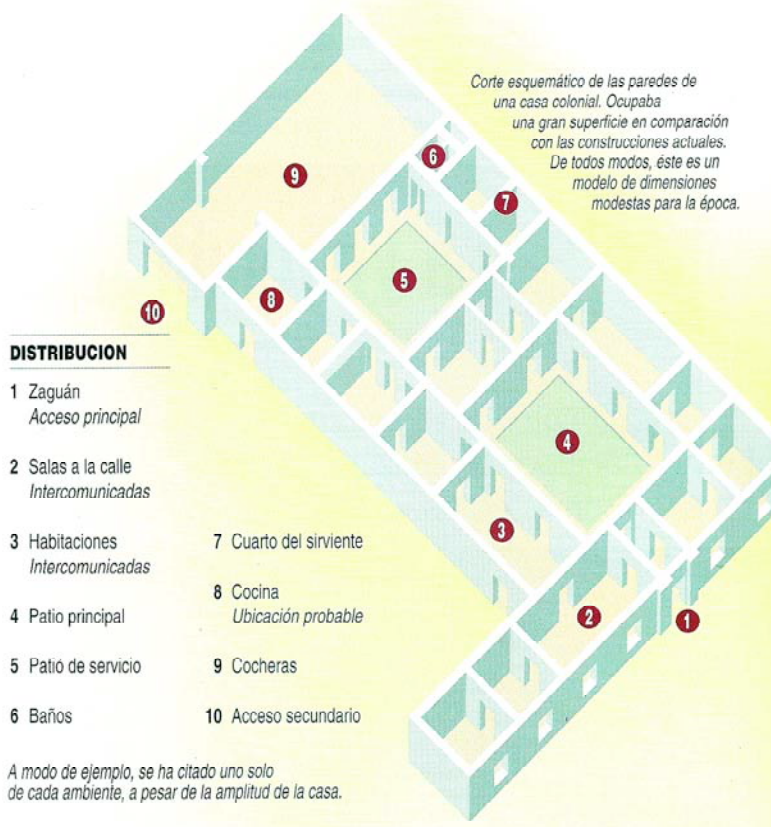 Corte esquemático de las paredes de
una casa colonial. Ocupaba
una gran superficie en comparación
con las construcciones actuales.
De todos modos, éste es un
modelo de dimensiones
modestas para la época.
6
7
9
5
8
10
4
3
2
1
DISTRIBUCION
1 Zaguán
Acceso principal
2 Salas a la calle
Intercomunicadas
3 Habitaciones
Intercomunicadas
4 Patio principal
5 Patio de servicio
6 Baños
7 Cuarto del sirviente
8 Cocina
Ubicación probable
9 Cocheras
10 Acceso secundario
A modo de ejemplo, se ha citado uno solo
de cada ambiente, a pesar de la amplitud de la casa.